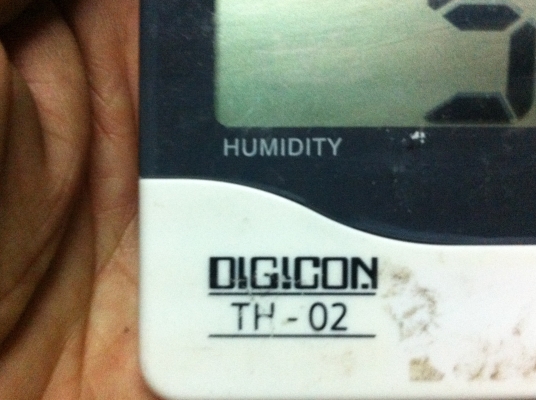 HUMIDITY
DIGICON
TH - 02